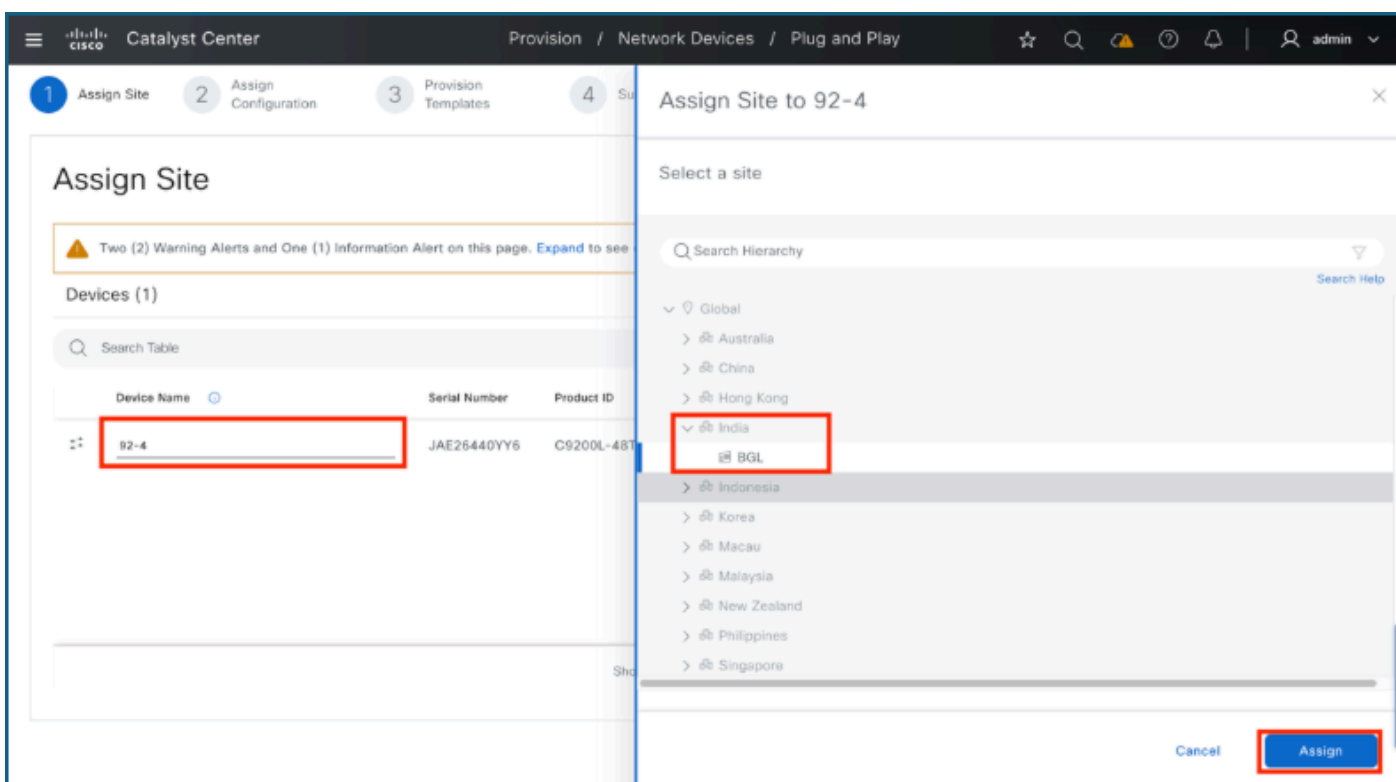 cisco Catalyst Center Provision / Network Devices / Plug and Play admin
1 Assign Site 2 Assign Configuration 3 Provision Templates 4 Su
Assign Site
Two (2) Warning Alerts and One (1) Information Alert on this page. Expand to see
Devices (1)
Search Table
Device Name Serial Number Product ID
92-4 JAE26440YY6 C9200L-48T
Sho
Assign Site to 92-4
Select a site
Search Hierarchy
Search Help
Global
Australia
China
Hong Kong
India
BGL
Indonesia
Korea
Macau
Malaysia
New Zealand
Philippines
Singapore
Cancel Assign